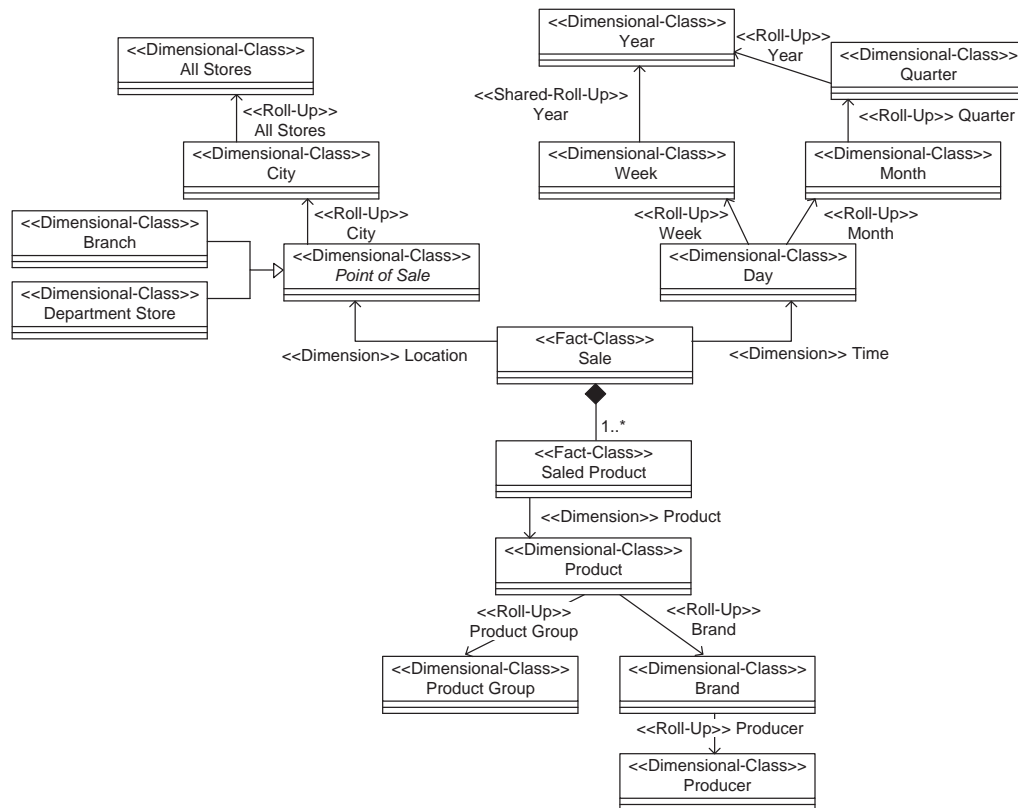 <<Dimensional-Class>>
All Stores
<<Roll-Up>>
All Stores
<<Dimensional-Class>>
City
<<Roll-Up>>
City
<<Dimensional-Class>>
Branch
<<Dimensional-Class>>
Department Store
<<Dimensional-Class>>
Point of Sale
<<Dimension>> Location
<<Dimensional-Class>>
Year
<<Roll-Up>>
Year
<<Dimensional-Class>>
Quarter
<<Shared-Roll-Up>>
Year
<<Roll-Up>> Quarter
<<Dimensional-Class>>
Week
<<Dimensional-Class>>
Month
<<Roll-Up>>
Week
<<Roll-Up>>
Month
<<Dimensional-Class>>
Day
<<Dimension>> Time
<<Fact-Class>>
Sale
1..*
<<Fact-Class>>
Saled Product
<<Dimension>> Product
<<Dimensional-Class>>
Product
<<Roll-Up>>
Product Group
<<Roll-Up>>
Brand
<<Dimensional-Class>>
Product Group
<<Dimensional-Class>>
Brand
<<Roll-Up>> Producer
<<Dimensional-Class>>
Producer